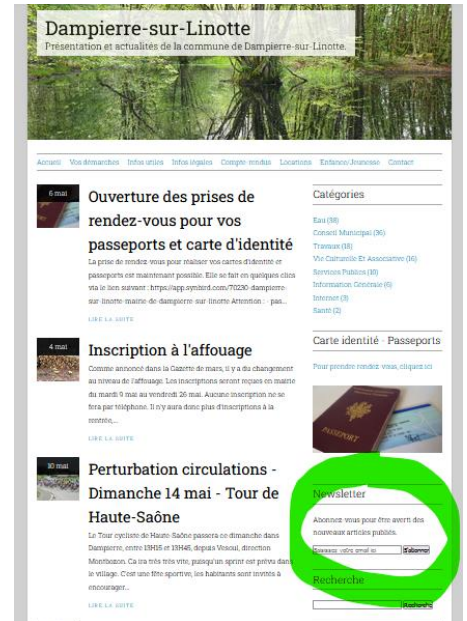 Dampierre-sur-Linotte
Présentation et actualités de la commune de Dampierre-sur-Linotte.
Accueil Vos démarches Infos utiles Infos légales Compte-rendus Locations Enfance/Jeunesse Contact
6 mai
Ouverture des prises de
rendez-vous pour vos
passeports et carte d'identité
La prise de rendez-vous pour réaliser vos cartes d'identité et
passeports est maintenant possible. Elle se fait en quelques clics
via le lien suivant : https://app.synbird.com/70230-dampierre-
sur-linotte-mairie-de-dampierre-sur-linotte Attention : - pas...
LIRE LA SUITE
4 mai
Inscription à l'affouage
Comme annoncé dans la Gazette de mars, il y a du changement
au niveau de l'affouage. Les inscriptions seront reçues en mairie
du mardi 9 mai au vendredi 26 mai. Aucune inscription ne se
fera par téléphone. Il n'y aura donc plus d'inscriptions à la
rentrée,...
LIRE LA SUITE
10 mai
Perturbation circulations -
Dimanche 14 mai - Tour de
Haute-Saône
Le Tour cycliste de Haute-Saône passera ce dimanche dans
Dampierre, entre 13H15 et 13H45, depuis Vesoul, direction
Montbozon. Ca ira très très vite, puisqu'un sprint est prévu dans
le village. C'est une fête sportive, les habitants sont invités à
encourager...
LIRE LA SUITE
Catégories
Eau (38)
Conseil Municipal (36)
Travaux (18)
Vie Culturelle Et Associative (16)
Services Publics (10)
Information Générale (6)
Internet (3)
Santé (2)
Carte identité - Passeports
Pour prendre rendez-vous, cliquez ici
PASSEPORT
Newsletter
Abonnez-vous pour être averti des
nouveaux articles publiés.
votre email ici S'abonner
Recherche
Recherche